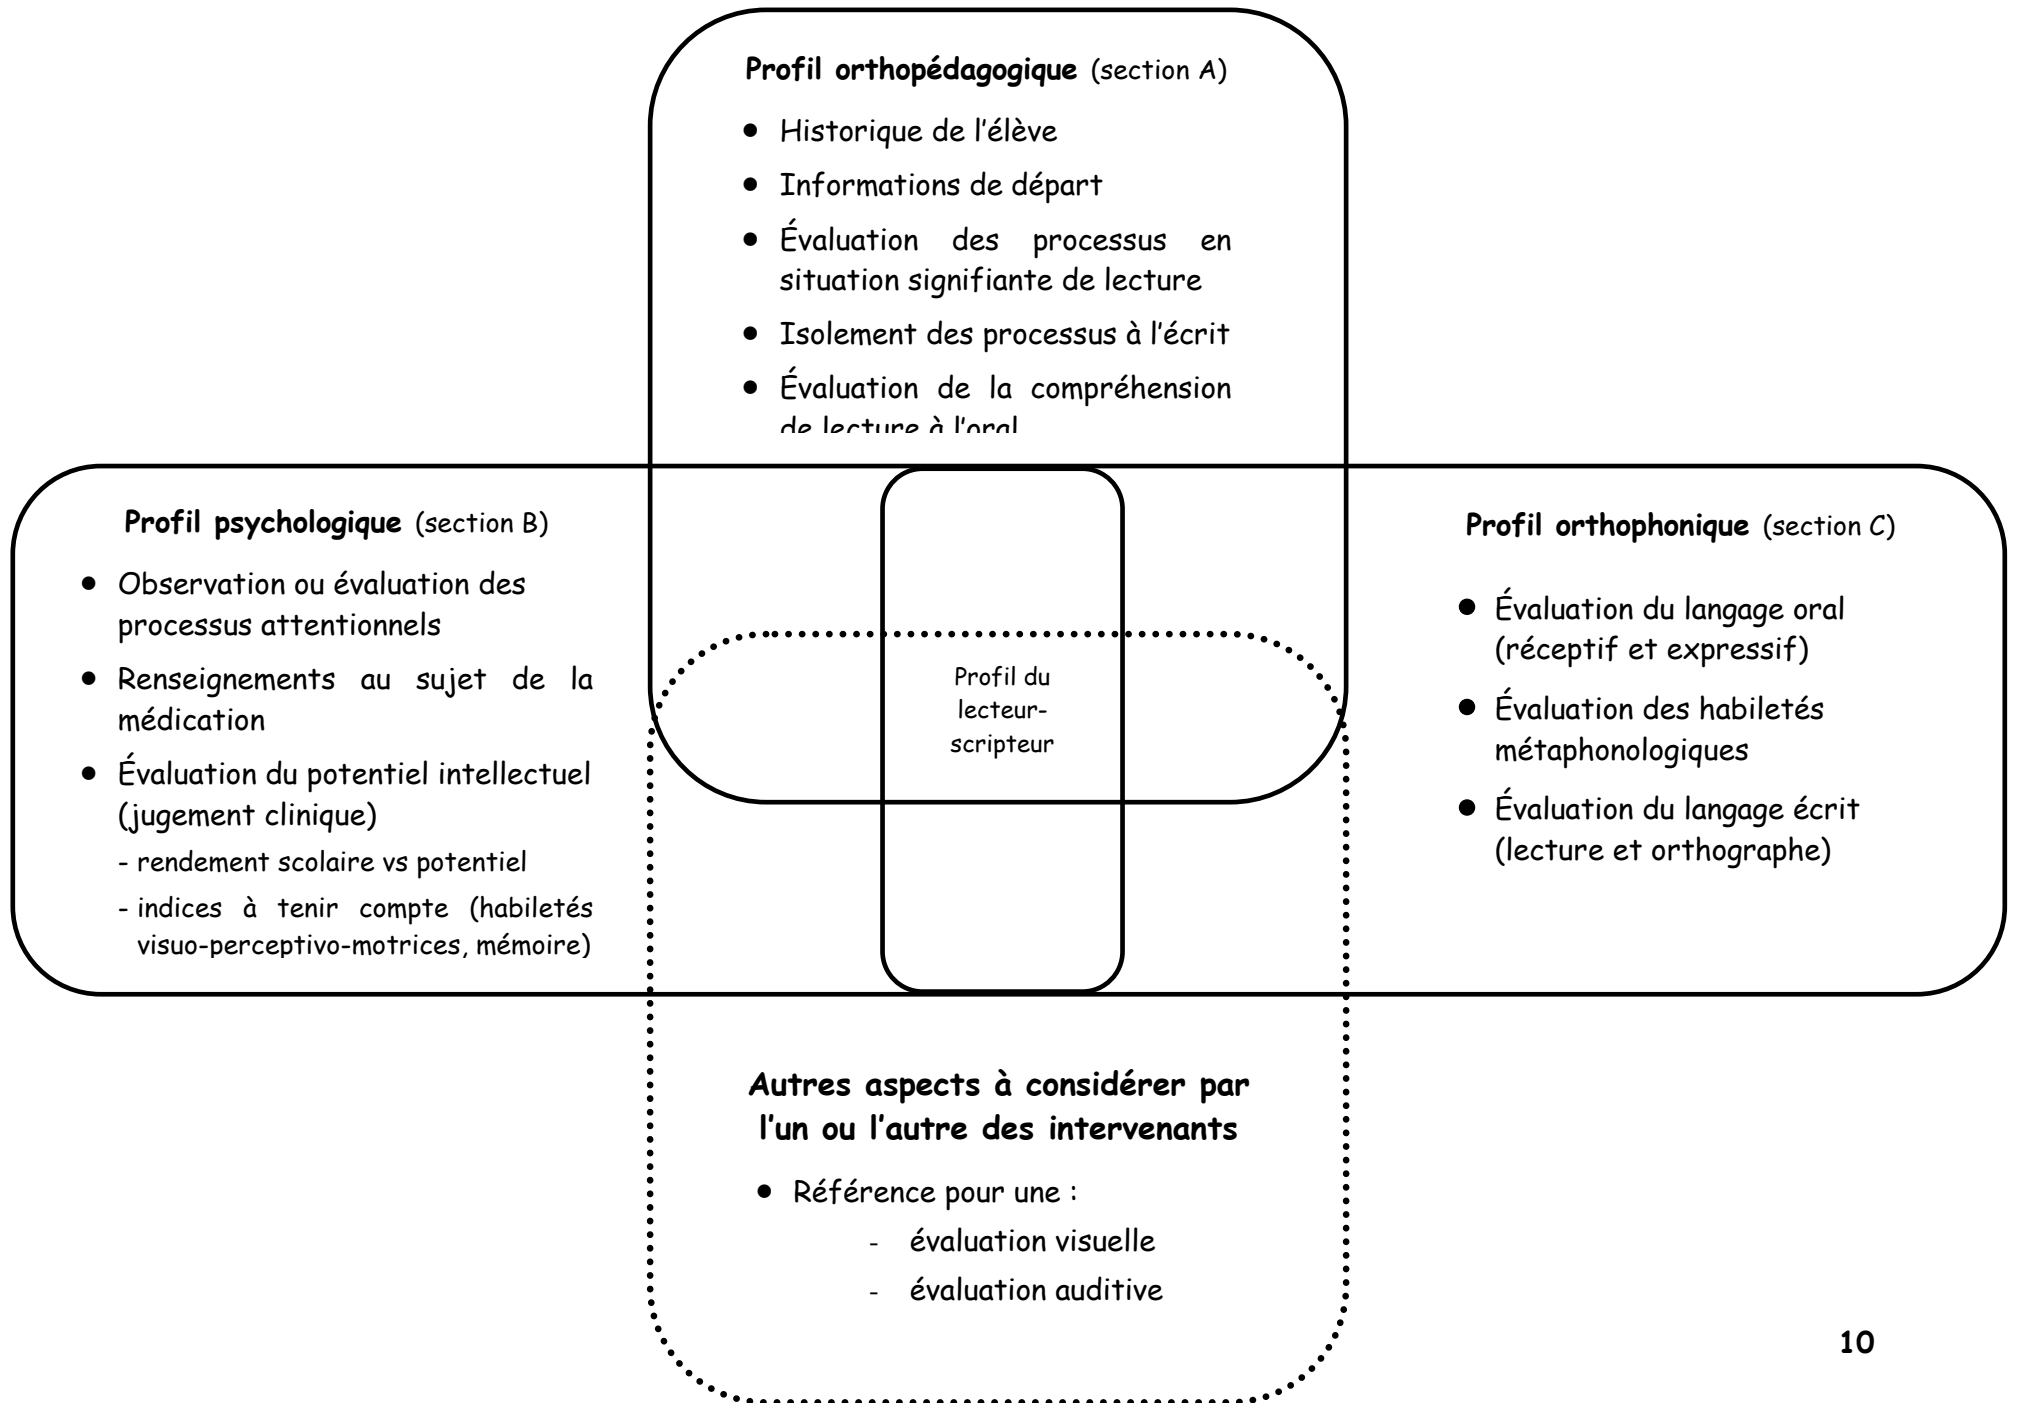 Profil orthopédagogique (section A)
• Historique de l'élève
• Informations de départ
• Évaluation des processus en
situation signifiante de lecture
• Isolement des processus à l'écrit
• Évaluation de la compréhension
de lecture à l'oral
Profil psychologique (section B)
• Observation ou évaluation des
processus attentionnels
• Renseignements au sujet de la
médication
• Évaluation du potentiel intellectuel
(jugement clinique)
- rendement scolaire vs potentiel
- indices à tenir compte (habiletés
visuo-perceptivo-motrices, mémoire)
Profil du
lecteur-
scripteur
Profil orthophonique (section C)
• Évaluation du langage oral
(réceptif et expressif)
• Évaluation des habiletés
métaphonologiques
• Évaluation du langage écrit
(lecture et orthographe)
Autres aspects à considérer par
l'un ou l'autre des intervenants
• Référence pour une :
- évaluation visuelle
- évaluation auditive
10